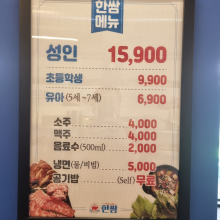 한쌈
메뉴
성인 15,900
초등학생 9,900
유아 (5세~7세) 6,900
소주 4,000
맥주 4,000
음료수(500ml) 2,000
냉면(물/비빔) 5,000
공기밥 (Self) 무료
한쌈